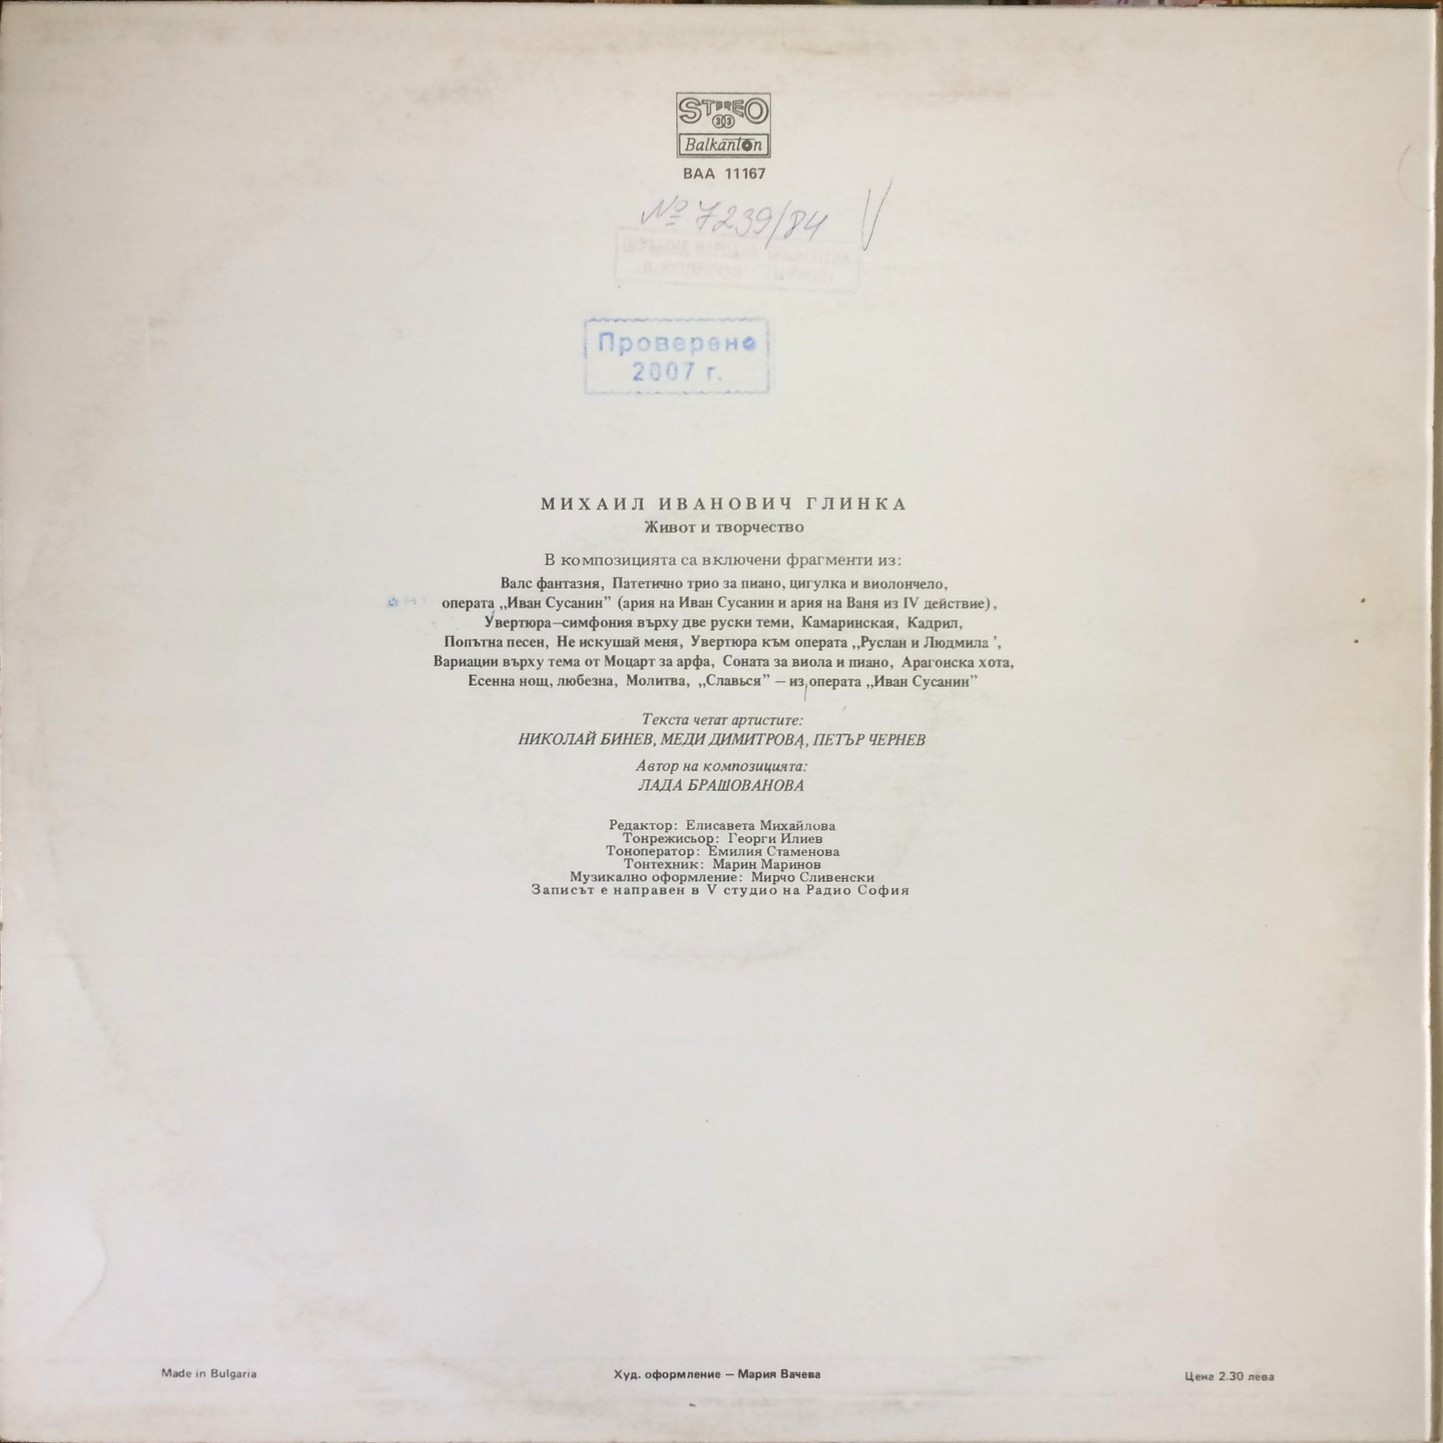 STEREO
33
Balkanton
ВАА 11167
№ 7239/84 V
Проверено
2007 г.
МИХАИЛ ИВАНОВИЧ ГЛИНКА
Живот и творчество
В композицията са включени фрагменти из:
Валс фантазия, Патетично трио за пиано, цигулка и виолончело,
операта „Иван Сусанин” (ария на Иван Сусанин и ария на Ваня из IV действие),
Увертюра—симфония върху две руски теми, Камаринская, Кадрил,
Попътна песен, Не искушай меня, Увертюра към операта „Руслан и Людмила ’,
Вариации върху тема от Моцарт за арфа, Соната за виола и пиано, Арагонска хота,
Есенна нощ, любезна, Молитва, „Славься” — из операта „Иван Сусанин”
Текста четат артистите:
НИКОЛАЙ БИНЕВ, МЕДИ ДИМИТРОВА, ПЕТЪР ЧЕРНЕВ
Автор на композицията:
ЛАДА БРАШОВАНОВА
Редактор: Елисавета Михайлова
Тонрежисьор: Георги Илиев
Тоноператор: Емилия Стаменова
Тонтехник: Марин Маринов
Музикално оформление: Мирчо Сливенски
Записът е направен в V студио на Радио София
Made in Bulgaria
Худ. оформление — Мария Вачева
Цена 2.30 лева